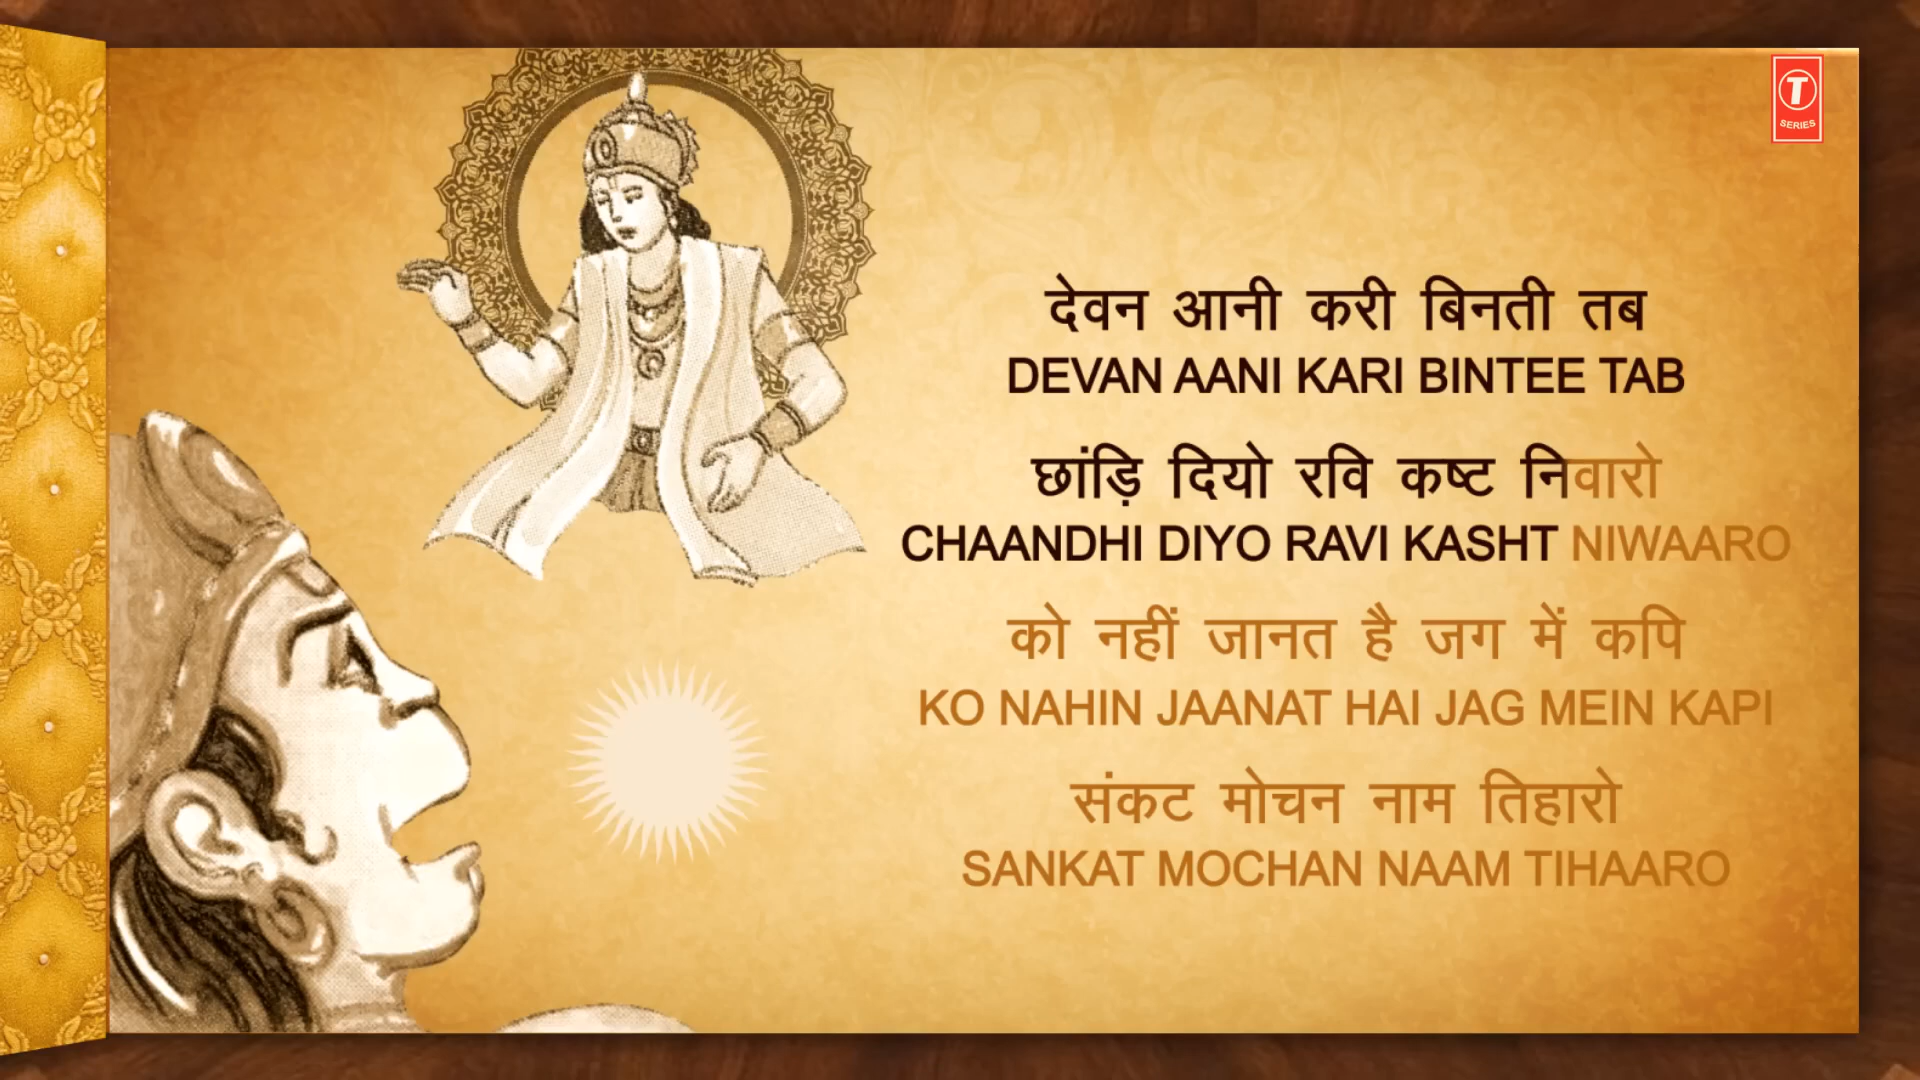 T
SERIES
देवन आनी करी बिनती तब
DEVAN AANI KARI BINTEE TAB
छांड़ि दियो रवि कष्ट निवारो
CHAANDHI DIYO RAVI KASHT NIWAARO
को नहीं जानत है जग में कपि
KO NAHIN JAANAT HAI JAG MEIN KAPI
संकट मोचन नाम तिहारो
SANKAT MOCHAN NAAM TIHAARO